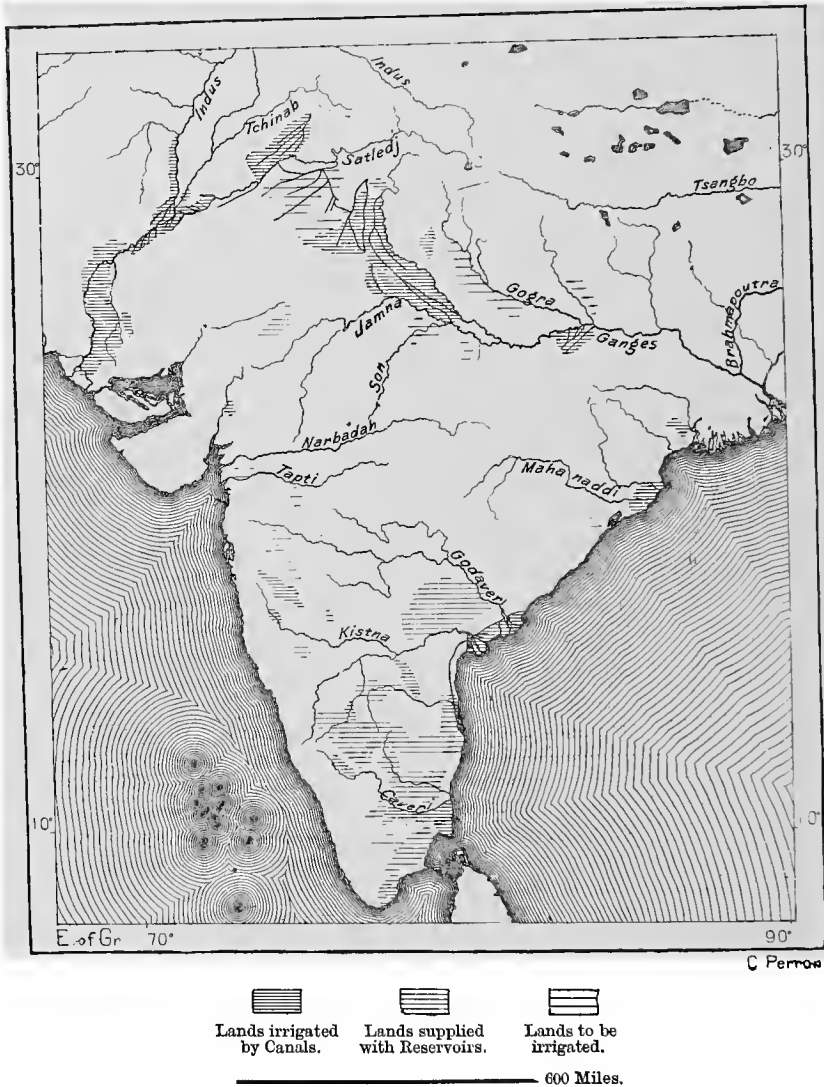 Indus
Indus
Tchinab
Satledj
30°
30°
Tsangbo
Gogra
Brahmapoutra
Jamna
Ganges
Son
Narbadah
Tapti
Maha naddi
Godaveri
Kistna
Caveri
10°
10°
E. of Gr 70°
90°
C Perron
Lands irrigated
by Canals.
Lands supplied
with Reservoirs.
Lands to be
irrigated.
600 Miles.